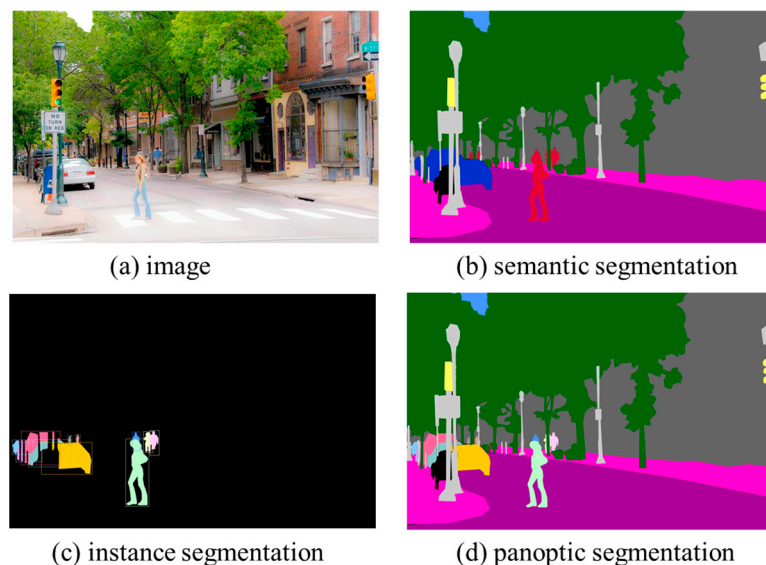 NO
TURN
ON RED
(a) image
(b) semantic segmentation
(c) instance segmentation
(d) panoptic segmentation